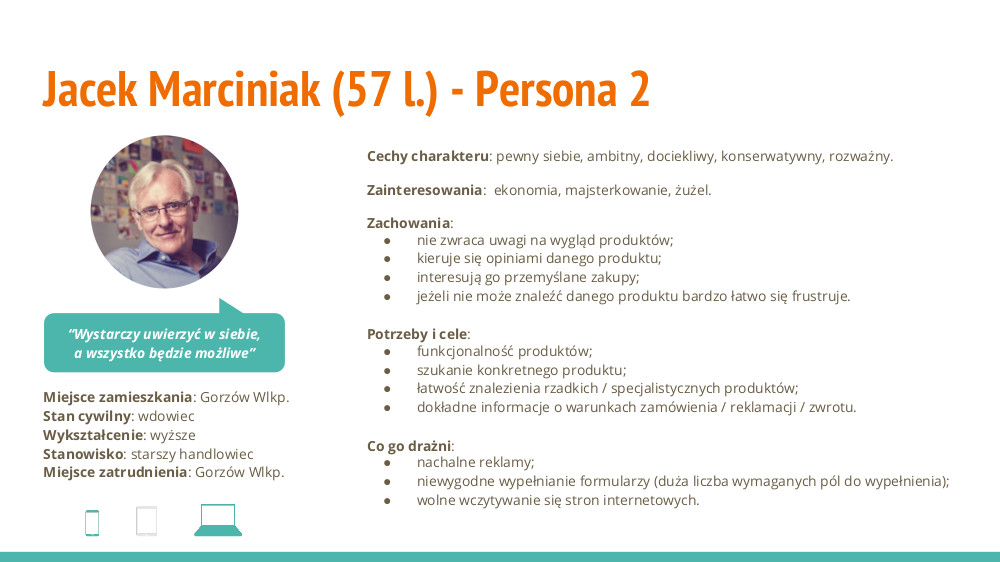 Jacek Marciniak (57 l.) - Persona 2
“Wystarczy uwierzyć w siebie,
a wszystko będzie możliwe”
Miejsce zamieszkania: Gorzów Wlkp.
Stan cywilny: wdowiec
Wykształcenie: wyższe
Stanowisko: starszy handlowiec
Miejsce zatrudnienia: Gorzów Wlkp.
Cechy charakteru: pewny siebie, ambitny, dociekliwy, konserwatywny, rozważny.
Zainteresowania: ekonomia, majsterkowanie, żużel.
Zachowania:
● nie zwraca uwagi na wygląd produktów;
● kieruje się opiniami danego produktu;
● interesują go przemyślane zakupy;
● jeżeli nie może znaleźć danego produktu bardzo łatwo się frustruje.
Potrzeby i cele:
● funkcjonalność produktów;
● szukanie konkretnego produktu;
● łatwość znalezienia rzadkich / specjalistycznych produktów;
● dokładne informacje o warunkach zamówienia / reklamacji / zwrotu.
Co go drażni:
● nachalne reklamy;
● niewygodne wypełnianie formularzy (duża liczba wymaganych pól do wypełnienia);
● wolne wczytywanie się stron internetowych.